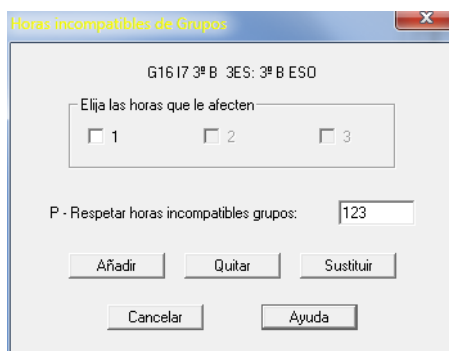 Horas incompatibles de Grupos
x
G16 I7 3º B 3ES: 3º B ESO
Elija las horas que le afecten
1 2 3
P - Respetar horas incompatibles grupos: 123
Añadir Quitar Sustituir
Cancelar Ayuda